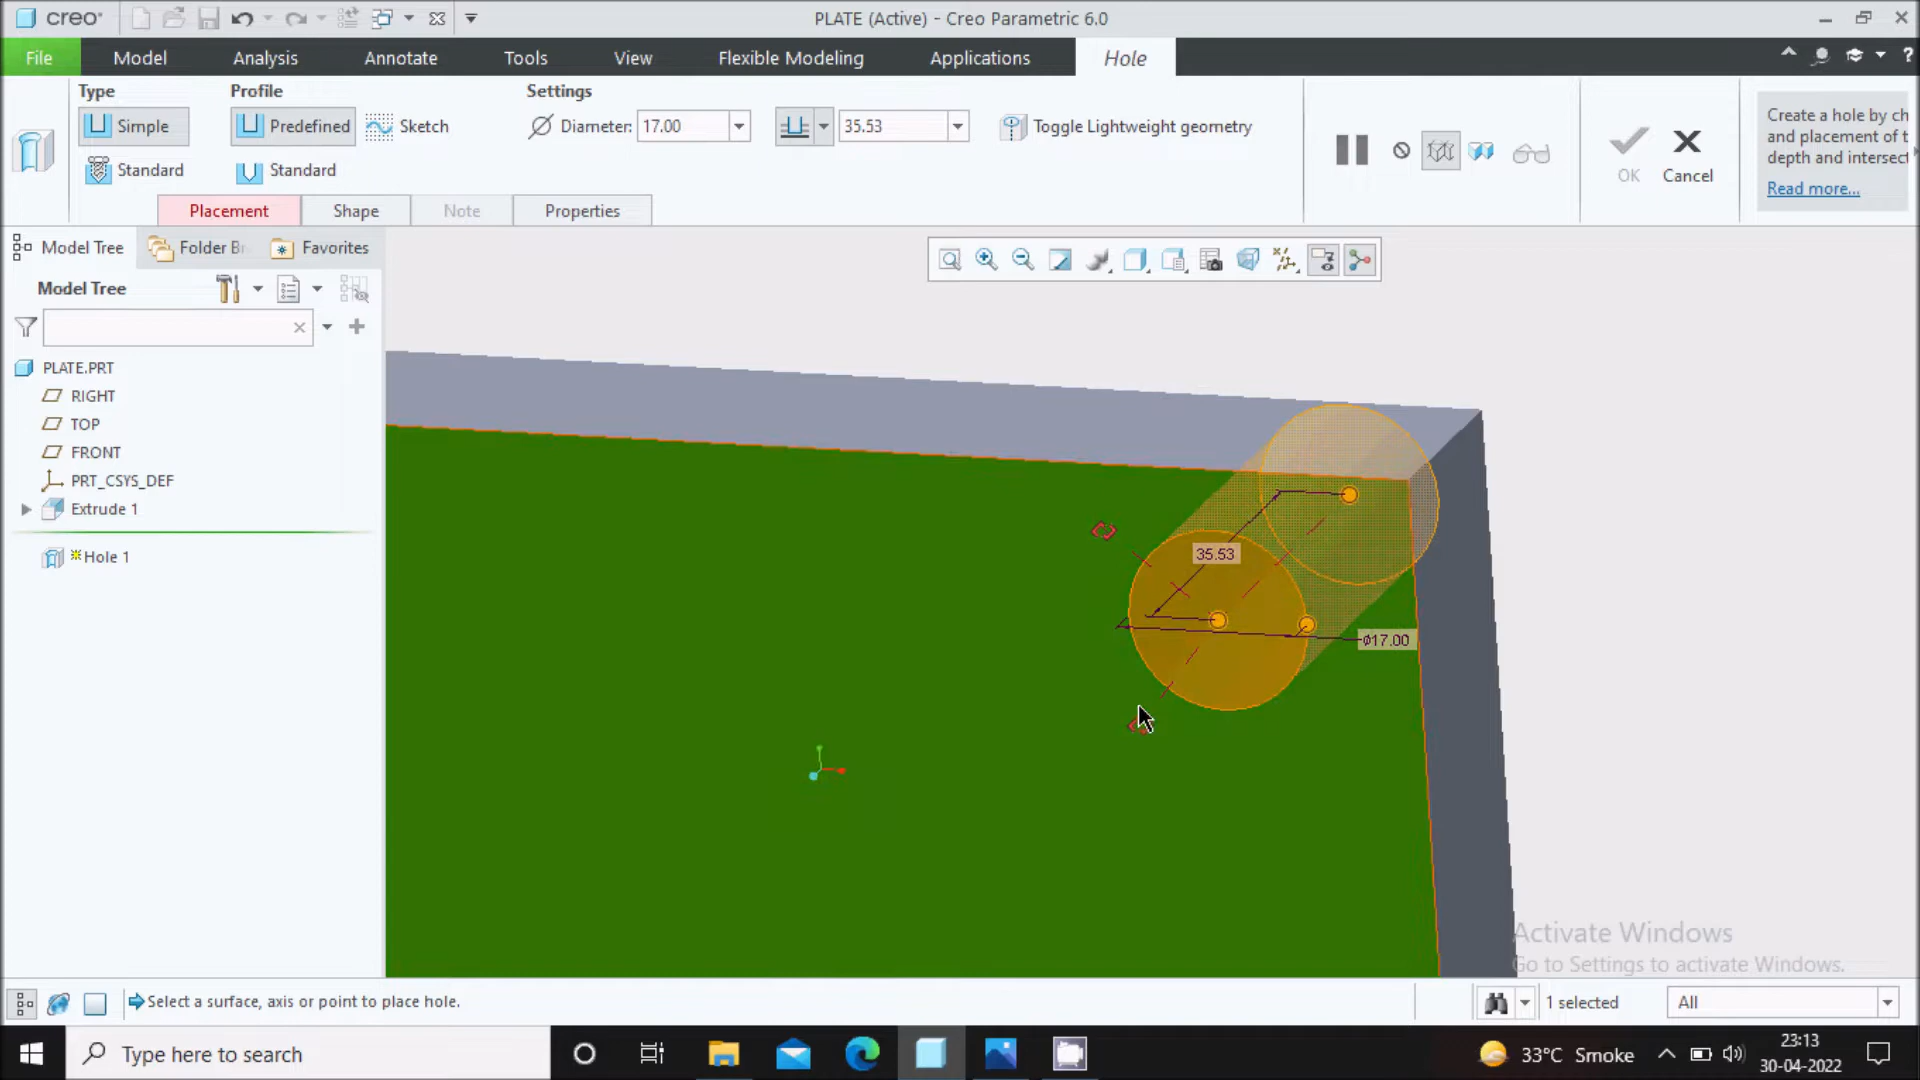 creo
PLATE (Active) - Creo Parametric 6.0
File
Model
Analysis
Annotate
Tools
View
Flexible Modeling
Applications
Hole
Type
Profile
Settings
Simple
Predefined
Sketch
Diameter:
17.00
35.53
Toggle Lightweight geometry
Standard
Standard
OK
Cancel
Create a hole by ch
and placement of t
depth and intersect
Read more...
Placement
Shape
Note
Properties
Model Tree
Folder Br
Favorites
Model Tree
PLATE.PRT
RIGHT
TOP
FRONT
PRT_CSYS_DEF
Extrude 1
Hole 1
35.53
Ø17.00
Activate Windows
Go to Settings to activate Windows.
Select a surface, axis or point to place hole.
1 selected
All
Type here to search
33°C Smoke
23:13
30-04-2022